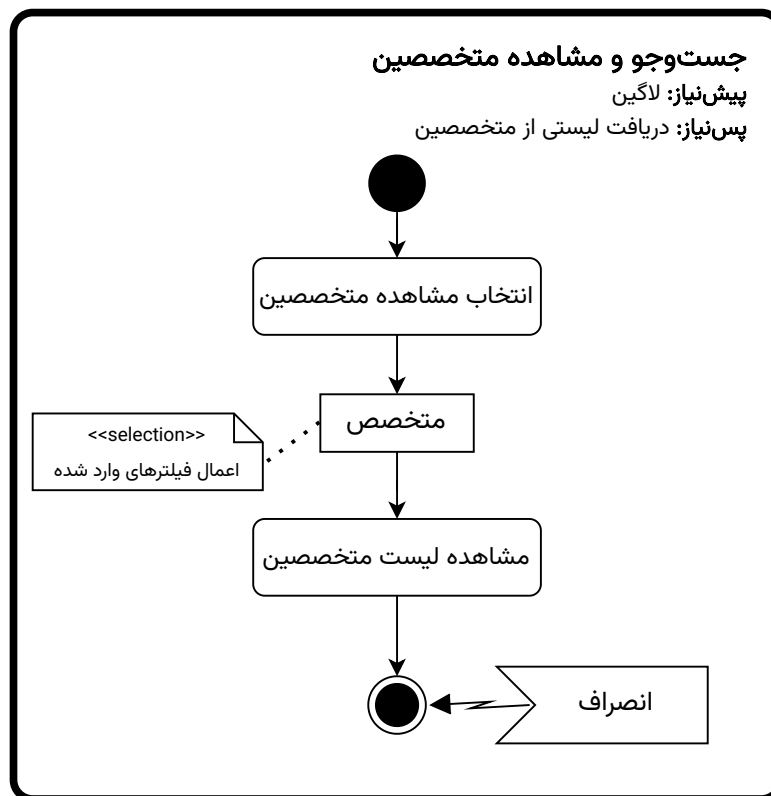 جست‌وجو و مشاهده متخصصین
پیش‌نیاز: لاگین
پس‌نیاز: دریافت لیستی از متخصصین
انتخاب مشاهده متخصصین
متخصص
<<selection>>
اعمال فیلترهای وارد شده
مشاهده لیست متخصصین
انصراف